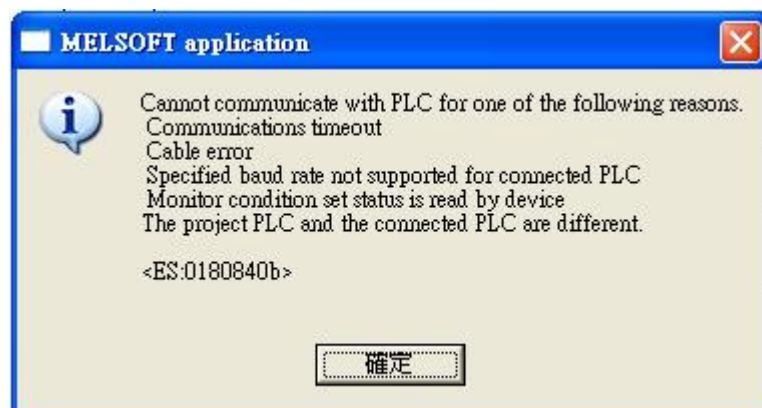 MELSOFT application
Cannot communicate with PLC for one of the following reasons.
Communications timeout
Cable error
Specified baud rate not supported for connected PLC
Monitor condition set status is read by device
The project PLC and the connected PLC are different.
<ES:0180840b>
確定